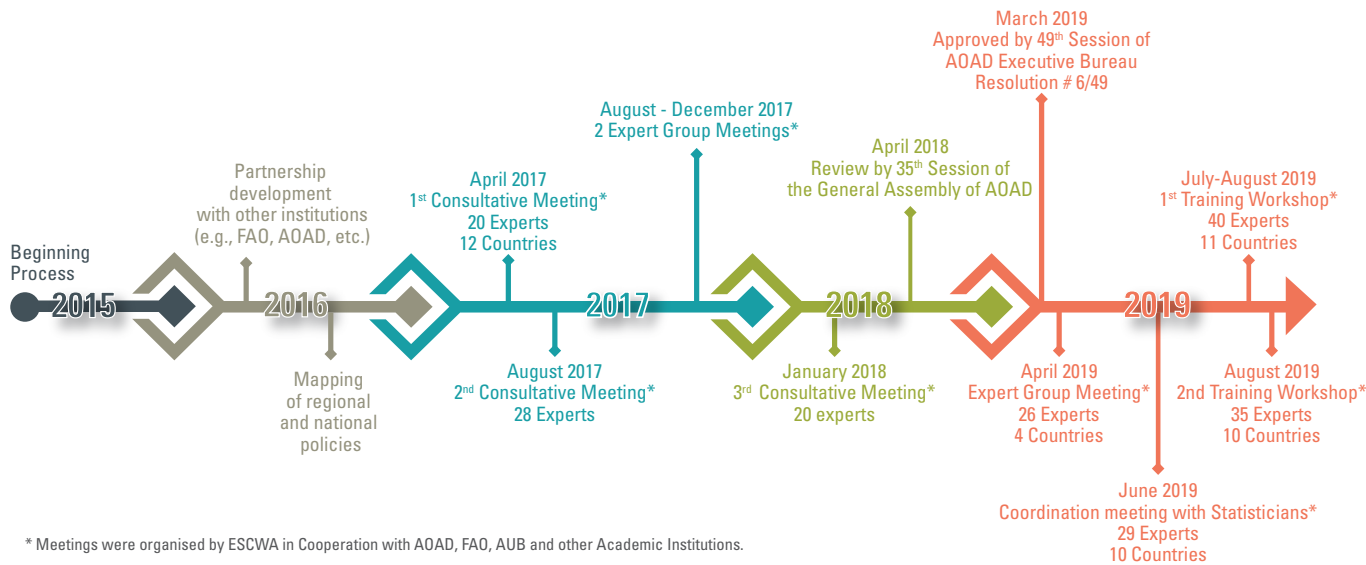 Beginning
Process
2015
Partnership
development
with other institutions
(e.g., FAO, AOAD, etc.)
2016
Mapping
of regional
and national
policies
April 2017
1st Consultative Meeting*
20 Experts
12 Countries
August - December 2017
2 Expert Group Meetings*
2017
August 2017
2nd Consultative Meeting*
28 Experts
April 2018
Review by 35th Session of
the General Assembly of AOAD
2018
January 2018
3rd Consultative Meeting*
20 experts
March 2019
Approved by 49th Session of
AOAD Executive Bureau
Resolution # 6/49
July-August 2019
1st Training Workshop*
40 Experts
11 Countries
2019
April 2019
Expert Group Meeting*
26 Experts
4 Countries
August 2019
2nd Training Workshop*
35 Experts
10 Countries
June 2019
Coordination meeting with Statisticians*
29 Experts
10 Countries
* Meetings were organised by ESCWA in Cooperation with AOAD, FAO, AUB and other Academic Institutions.